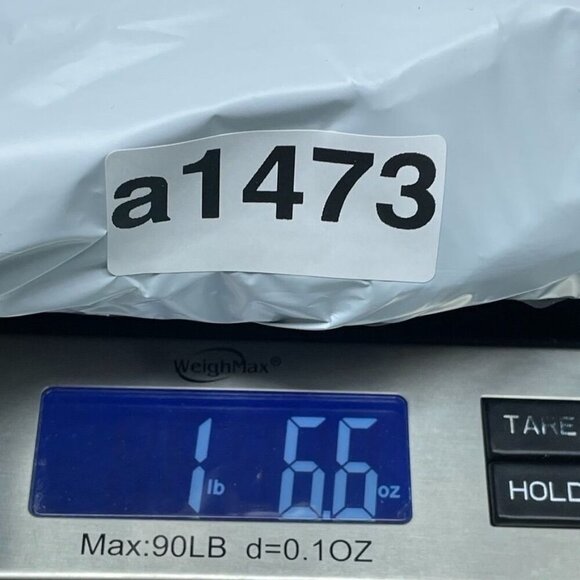 a1473
WeighMax®
1 lb 6.6 oz
TARE
HOLD
Max:90LB d=0.1OZ